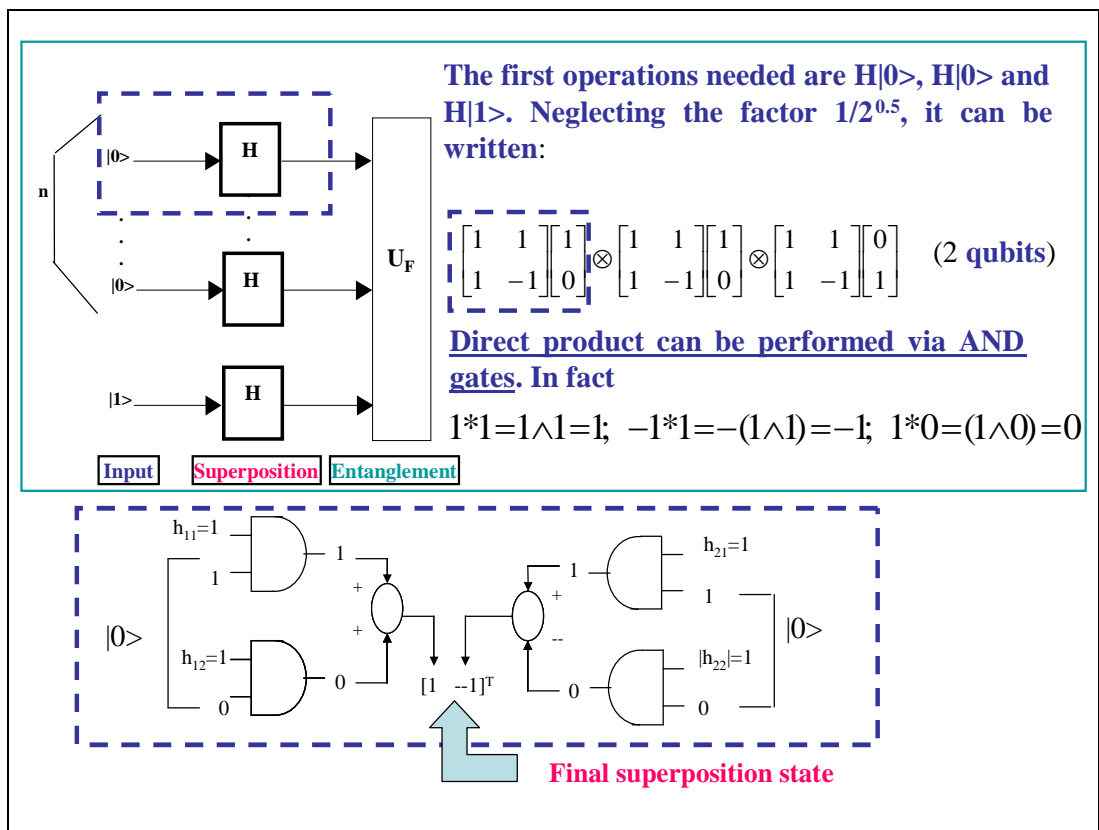 The first operations needed are H|0>, H|0> and
H|1>. Neglecting the factor 1/2^0.5, it can be
written:
n
|0>
H
.
.
.
.
.
.
|0>
H
|1>
H
U_F
[1 1; 1 -1][1; 0] ⊗ [1 1; 1 -1][1; 0] ⊗ [1 1; 1 -1][0; 1] (2 qubits)
Direct product can be performed via AND
gates. In fact
1*1=1∧1=1; -1*1=-(1∧1)=-1; 1*0=(1∧0)=0
Input Superposition Entanglement
|0>
h11=1
1
1
h12=1
0
0
+
+
[1 --1]^T
+
--
1
h21=1
1
0
|h22|=1
0
|0>
Final superposition state